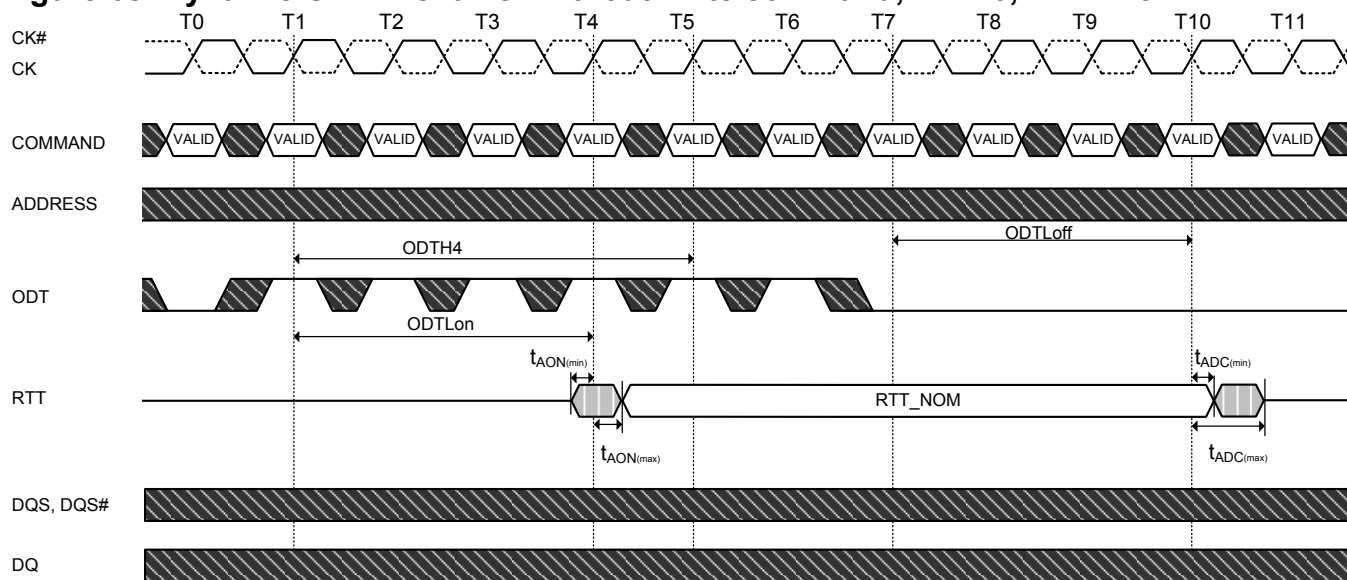 T0 T1 T2 T3 T4 T5 T6 T7 T8 T9 T10 T11
CK#
CK
COMMAND VALID VALID VALID VALID VALID VALID VALID VALID VALID VALID VALID VALID
ADDRESS
ODTLoff
ODTH4
ODT
ODTLon
tAON(min) tADC(min)
RTT RTT_NOM
tAON(max) tADC(max)
DQS, DQS#
DQ